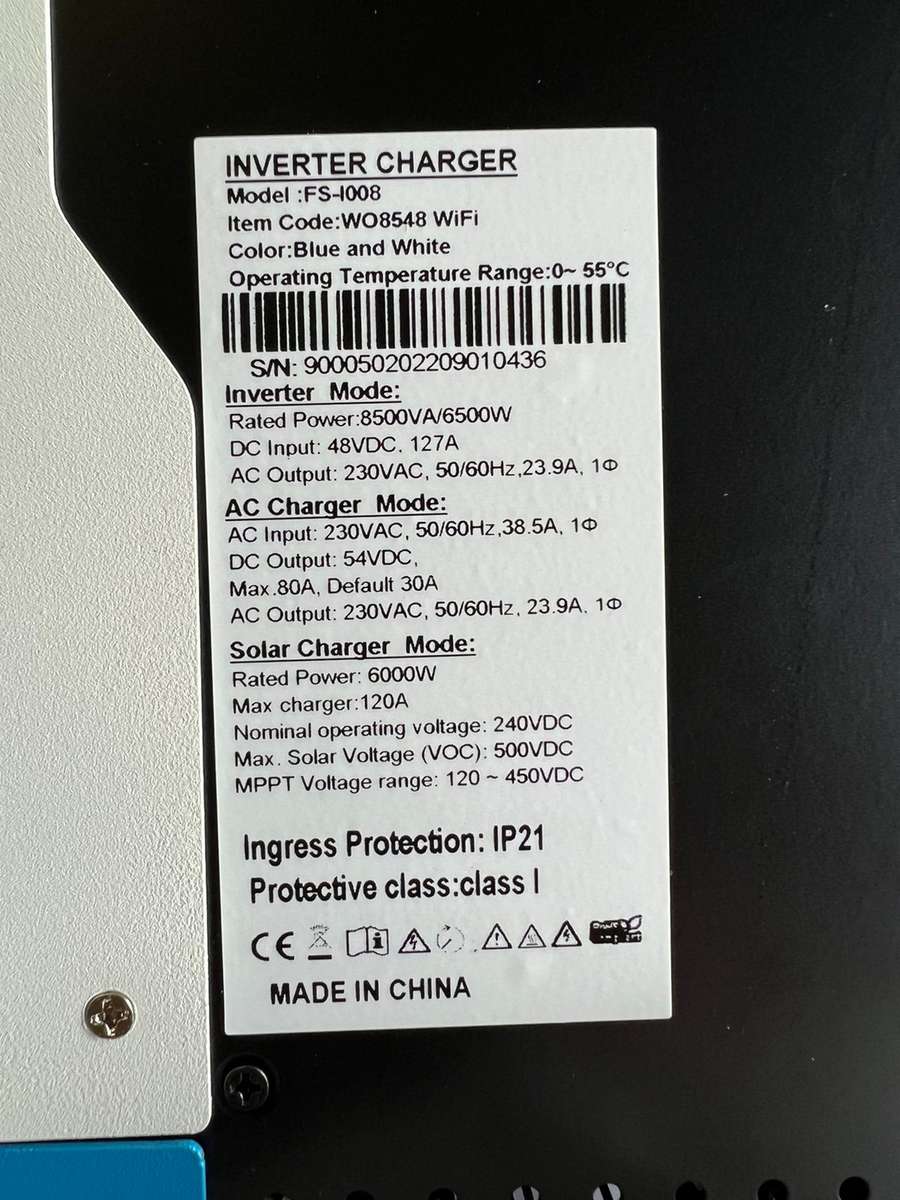 INVERTER CHARGER
Model :FS-I008
Item Code:WO8548 WiFi
Color:Blue and White
Operating Temperature Range:0~ 55°C
S/N: 900050202209010436
Inverter Mode:
Rated Power:8500VA/6500W
DC Input: 48VDC, 127A
AC Output: 230VAC, 50/60Hz,23.9A, 1Φ
AC Charger Mode:
AC Input: 230VAC, 50/60Hz,38.5A, 1Φ
DC Output: 54VDC,
Max.80A, Default 30A
AC Output: 230VAC, 50/60Hz, 23.9A, 1Φ
Solar Charger Mode:
Rated Power: 6000W
Max charger:120A
Nominal operating voltage: 240VDC
Max. Solar Voltage (VOC): 500VDC
MPPT Voltage range: 120 ~ 450VDC
Ingress Protection: IP21
Protective class:class I
CE
MADE IN CHINA